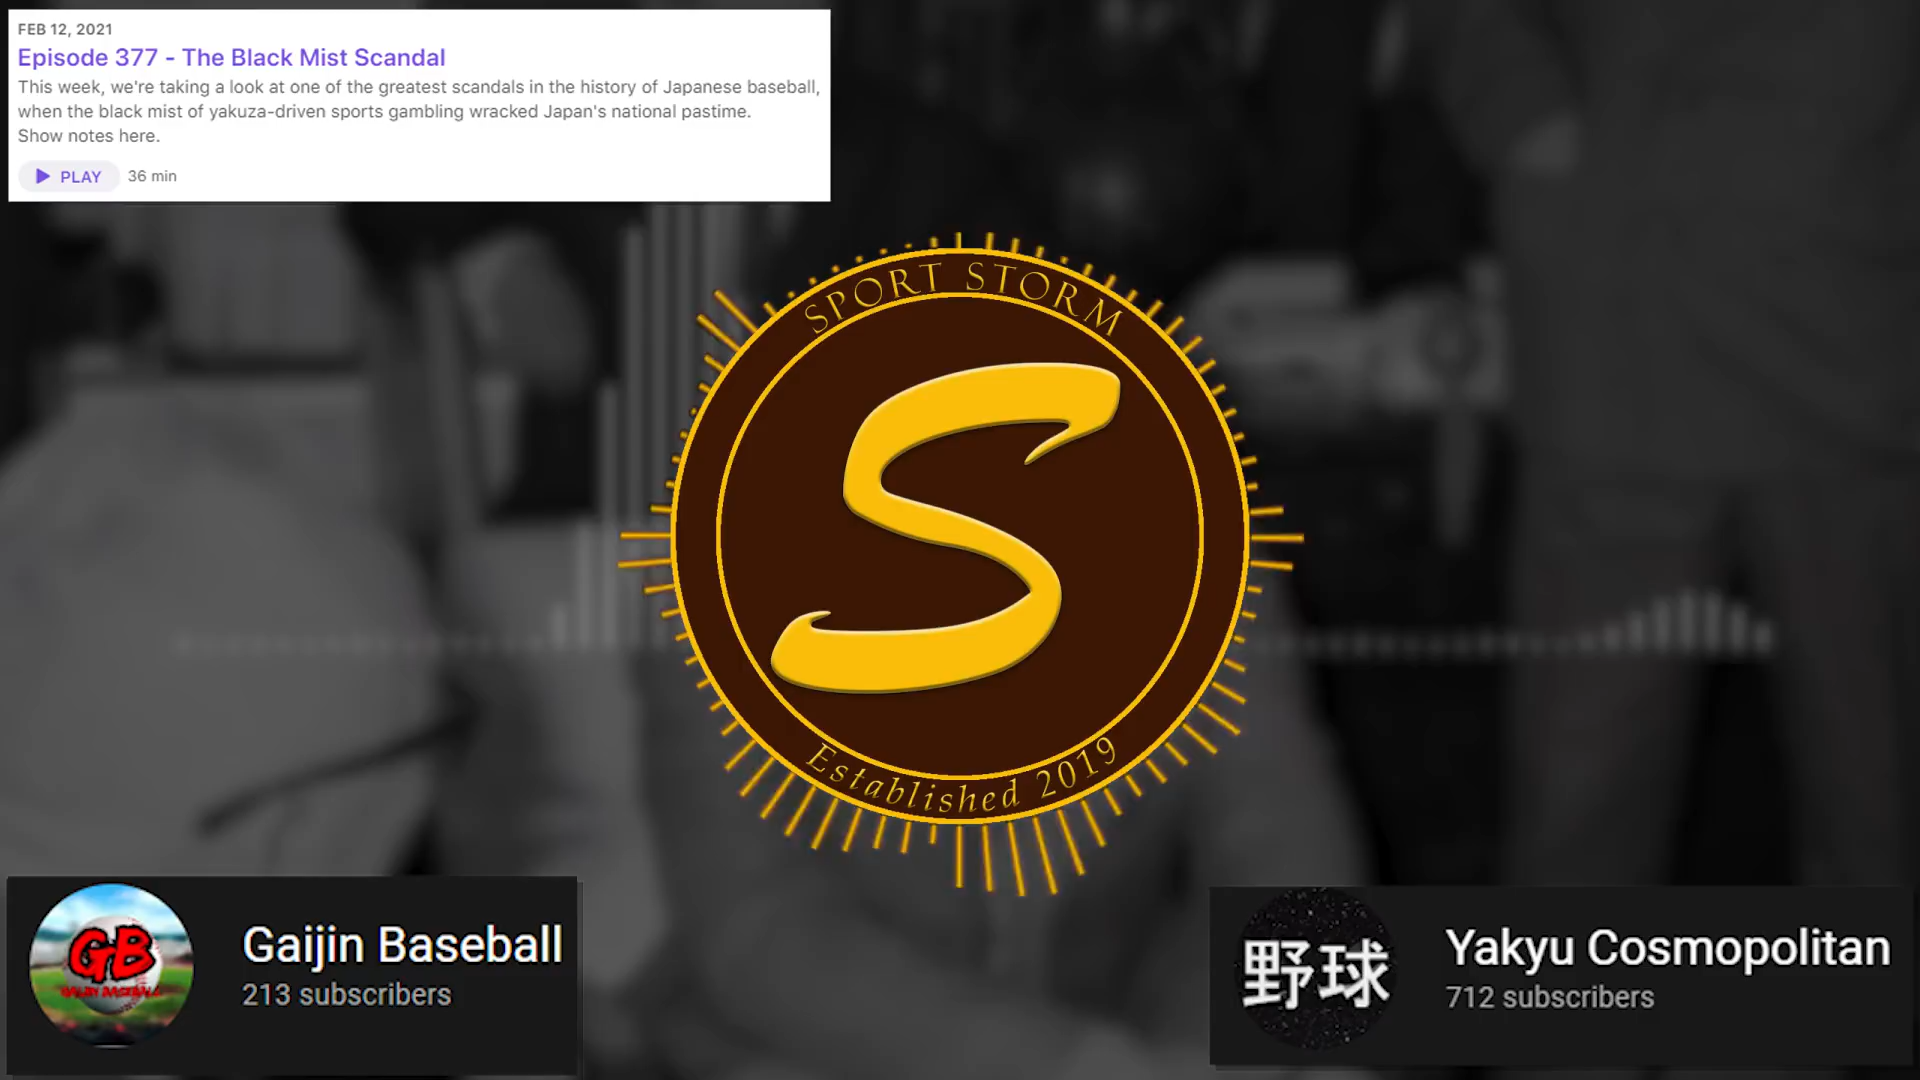 FEB 12, 2021
Episode 377 - The Black Mist Scandal
This week, we're taking a look at one of the greatest scandals in the history of Japanese baseball,
when the black mist of yakuza-driven sports gambling wracked Japan's national pastime.
Show notes here.
PLAY 36 min
SPORT STORM
S
Established 2019
GB
GAIJIN BASEBALL
Gaijin Baseball
213 subscribers
野球
Yakyu Cosmopolitan
712 subscribers